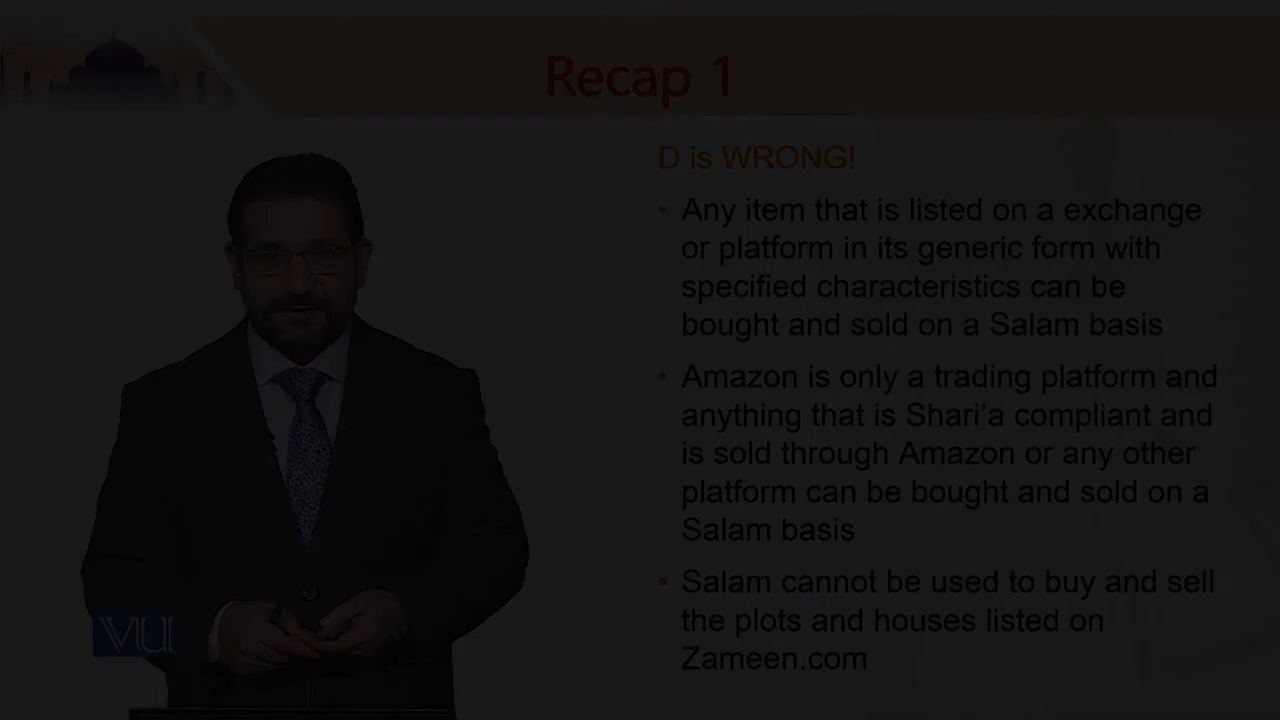 Recap 1
D is WRONG!
• Any item that is listed on a exchange
or platform in its generic form with
specified characteristics can be
bought and sold on a Salam basis
• Amazon is only a trading platform and
anything that is Shari’a compliant and
is sold through Amazon or any other
platform can be bought and sold on a
Salam basis
• Salam cannot be used to buy and sell
the plots and houses listed on
Zameen.com
VU